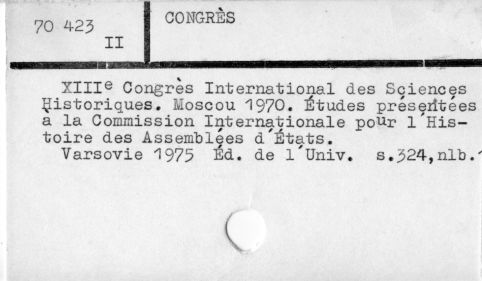 70 423
II
CONGRÈS
XIIIe Congrès International des Sciences
Historiques. Moscou 1970. Études présentées
à la Commission Internationale pour l'His-
toire des Assemblées d'États.
Varsovie 1975 Éd. de l'Univ. s.324,nlb.1